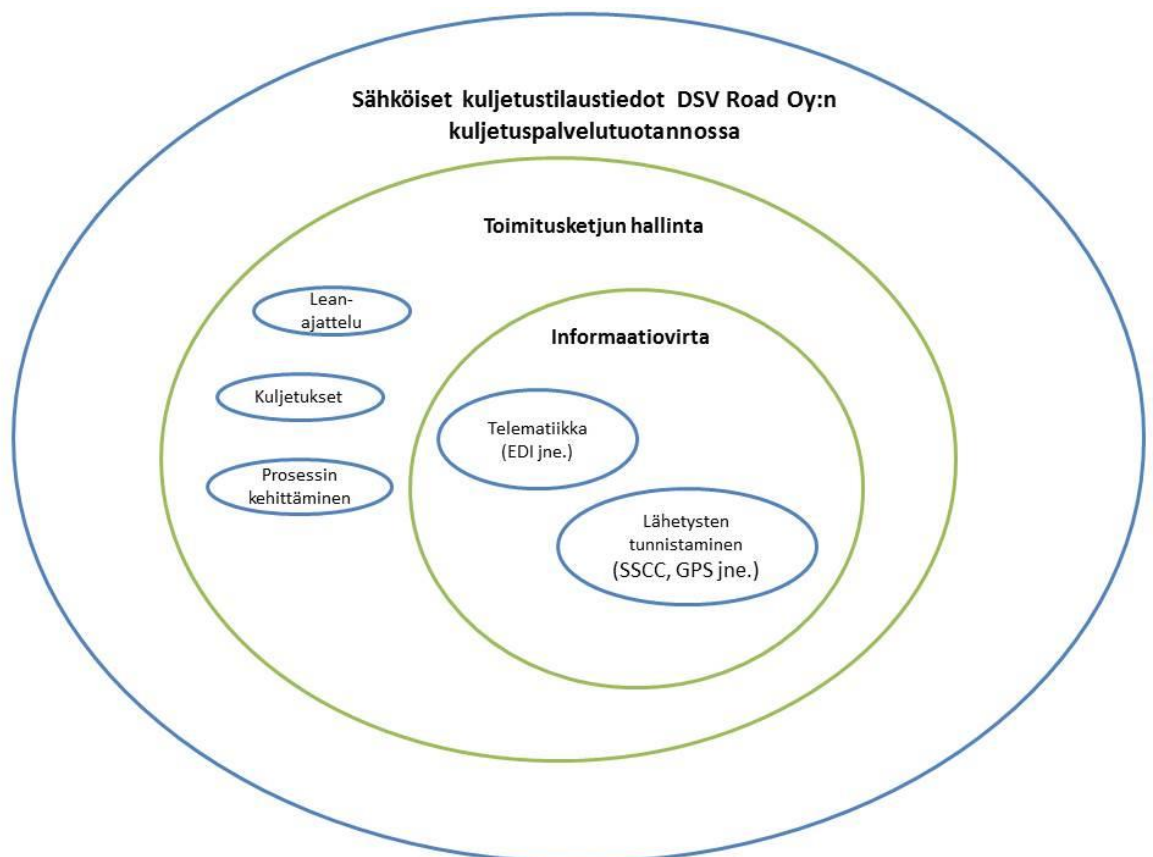 Sähköiset kuljetustilaustiedot DSV Road Oy:n
kuljetuspalvelutuotannossa
Toimitusketjun hallinta
Lean-
ajattelu
Informaatiovirta
Kuljetukset
Telematiikka
(EDI jne.)
Prosessin
kehittäminen
Lähetysten
tunnistaminen
(SSCC, GPS jne.)